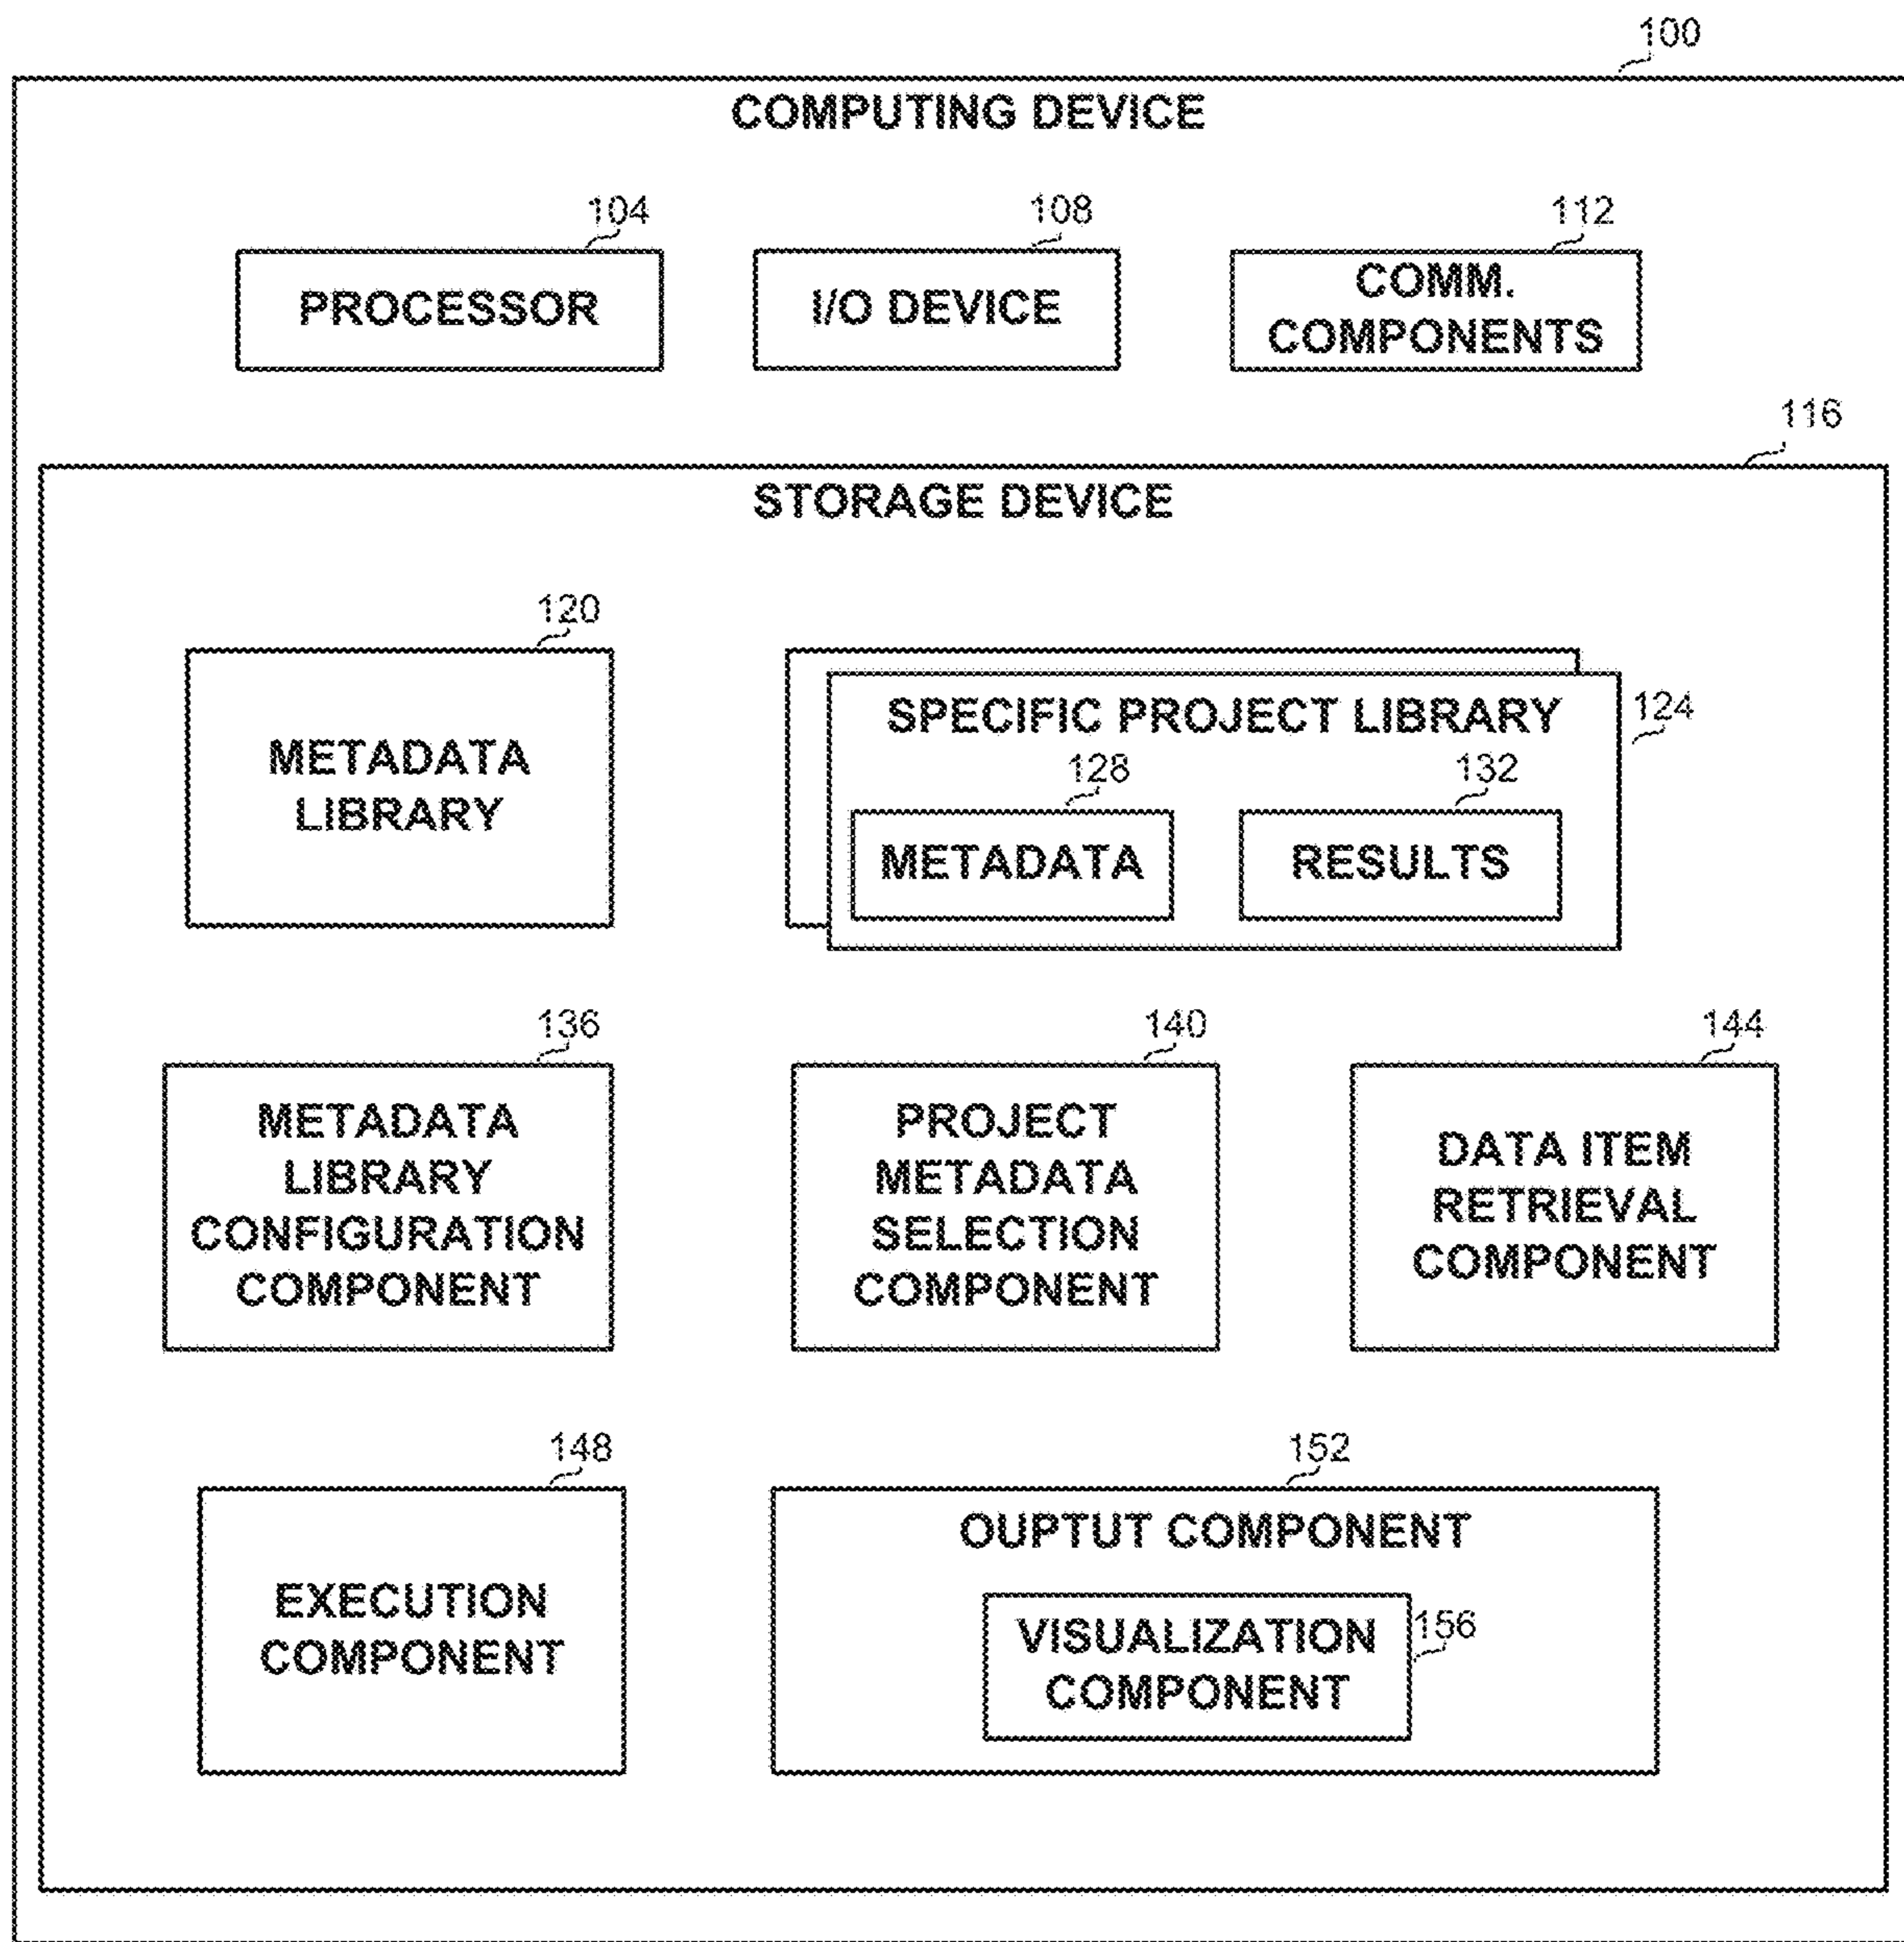 100
COMPUTING DEVICE
104
PROCESSOR
108
I/O DEVICE
112
COMM.
COMPONENTS
116
STORAGE DEVICE
120
METADATA
LIBRARY
SPECIFIC PROJECT LIBRARY
124
128
METADATA
132
RESULTS
136
METADATA
LIBRARY
CONFIGURATION
COMPONENT
140
PROJECT
METADATA
SELECTION
COMPONENT
144
DATA ITEM
RETRIEVAL
COMPONENT
148
EXECUTION
COMPONENT
152
OUPTUT COMPONENT
VISUALIZATION
COMPONENT
156